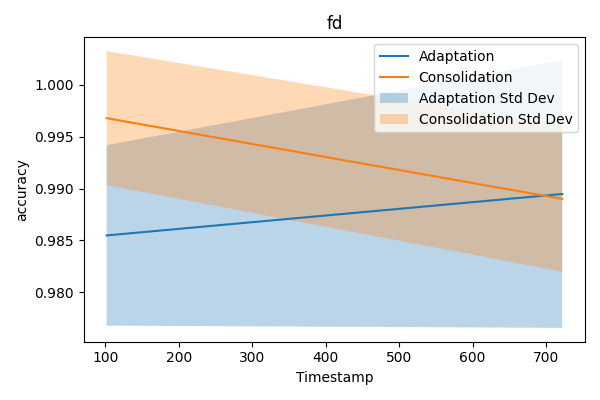 fd
Adaptation
Consolidation
Adaptation Std Dev
Consolidation Std Dev
1.000
0.995
0.990
0.985
0.980
accuracy
100 200 300 400 500 600 700
Timestamp